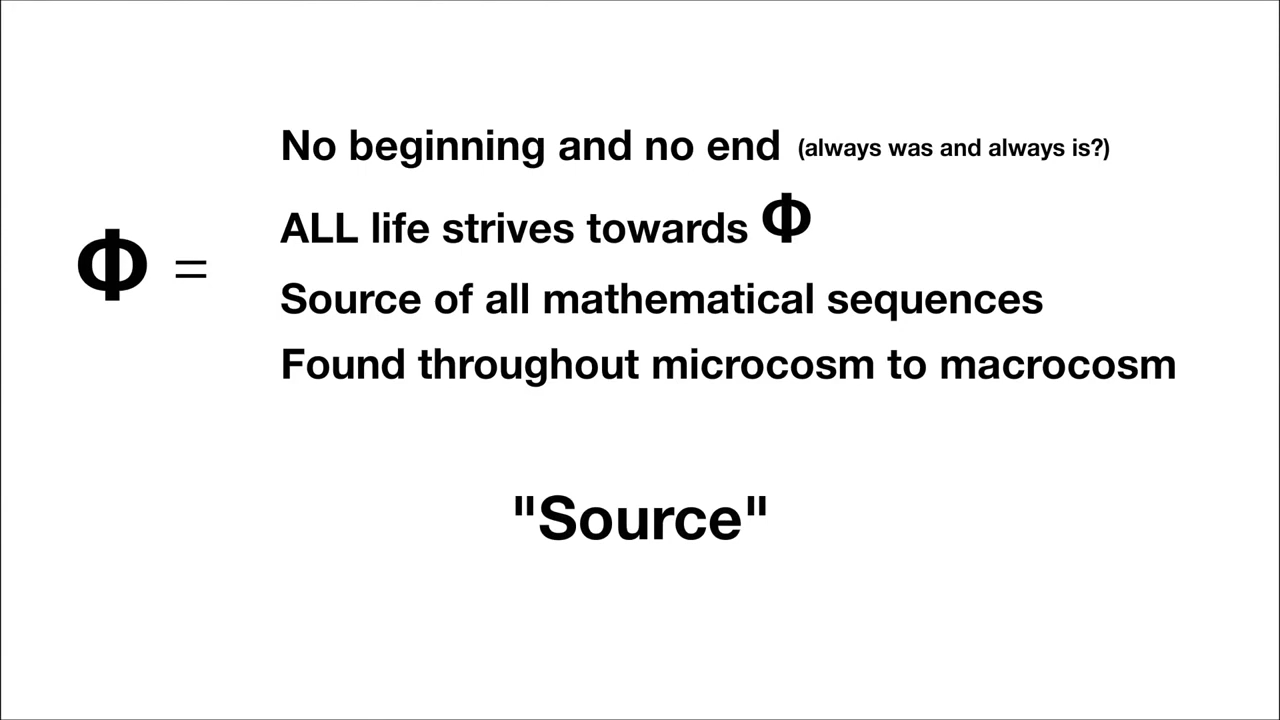 No beginning and no end (always was and always is?)
ALL life strives towards Φ
Φ =
Source of all mathematical sequences
Found throughout microcosm to macrocosm
"Source"